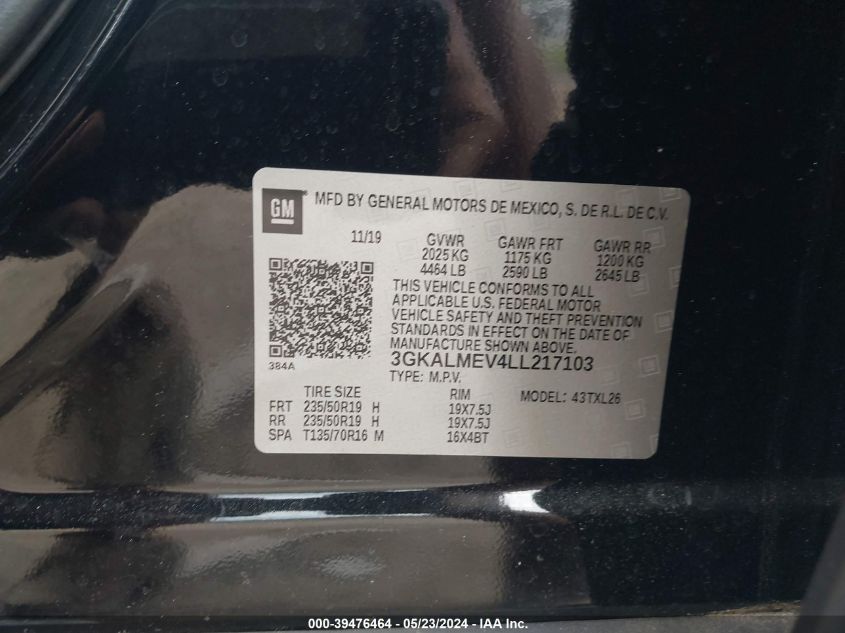 GM
MFD BY GENERAL MOTORS DE MEXICO, S. DE R.L. DE C.V.
11/19 GVWR GAWR FRT GAWR RR
2025 KG 1175 KG 1200 KG
4464 LB 2590 LB 2645 LB
THIS VEHICLE CONFORMS TO ALL
APPLICABLE U.S. FEDERAL MOTOR
VEHICLE SAFETY AND THEFT PREVENTION
STANDARDS IN EFFECT ON THE DATE OF
MANUFACTURE SHOWN ABOVE.
384A 3GKALMEV4LL217103
TYPE: M.P.V.
TIRE SIZE RIM MODEL: 43TXL26
FRT 235/50R19 H 19X7.5J
RR 235/50R19 H 19X7.5J
SPA T135/70R16 M 16X4BT
000-39476464 / 05/23/2024 - IAA Inc.